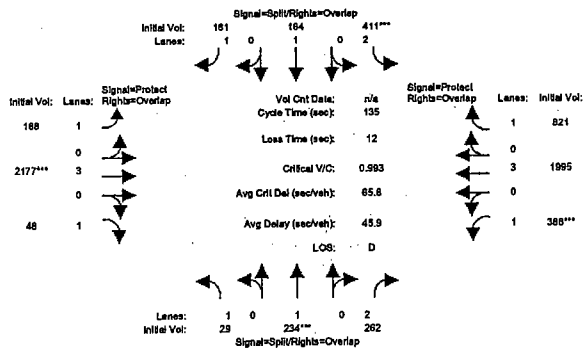 Signal=Split/Rights=Overlap
Initial Vol: 161 164 411***
Lanes: 1 0 1 0 2
Signal=Protect
Rights=Overlap
Initial Vol: Lanes:
Vol Cnt Date: n/a
Cycle Time (sec): 135
Signal=Protect
Rights=Overlap
Lanes: Initial Vol:
168 1
1 821
0
Loss Time (sec): 12
0
2177*** 3
Critical V/C: 0.993
3 1995
0
Avg Crit Del (sec/veh): 65.6
0
48 1
Avg Delay (sec/veh): 45.9
1 388***
LOS: D
Lanes: 1 0 1 0 2
Initial Vol: 29 234*** 262
Signal=Split/Rights=Overlap